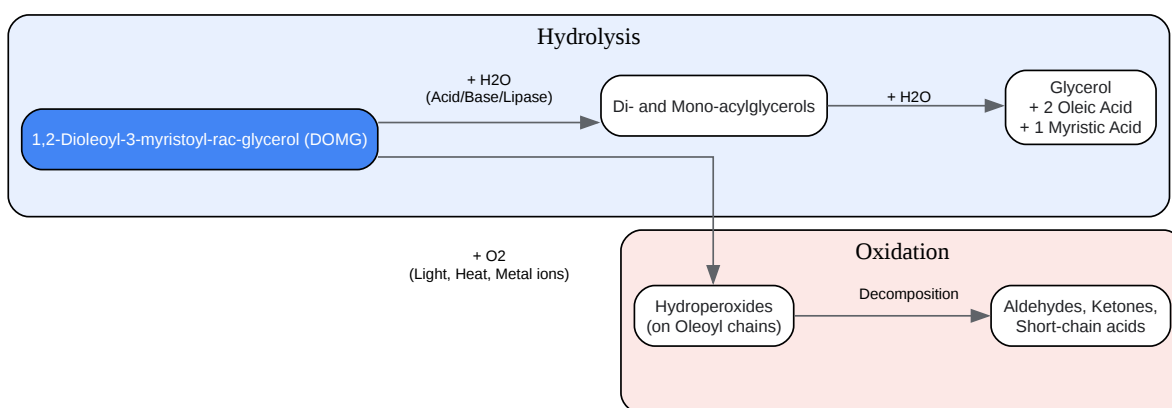 Hydrolysis
+ H2O
(Acid/Base/Lipase)
1,2-Dioleoyl-3-myristoyl-rac-glycerol (DOMG)
Di- and Mono-acylglycerols
+ H2O
Glycerol
+ 2 Oleic Acid
+ 1 Myristic Acid
+ O2
(Light, Heat, Metal ions)
Oxidation
Hydroperoxides
(on Oleoyl chains)
Decomposition
Aldehydes, Ketones,
Short-chain acids